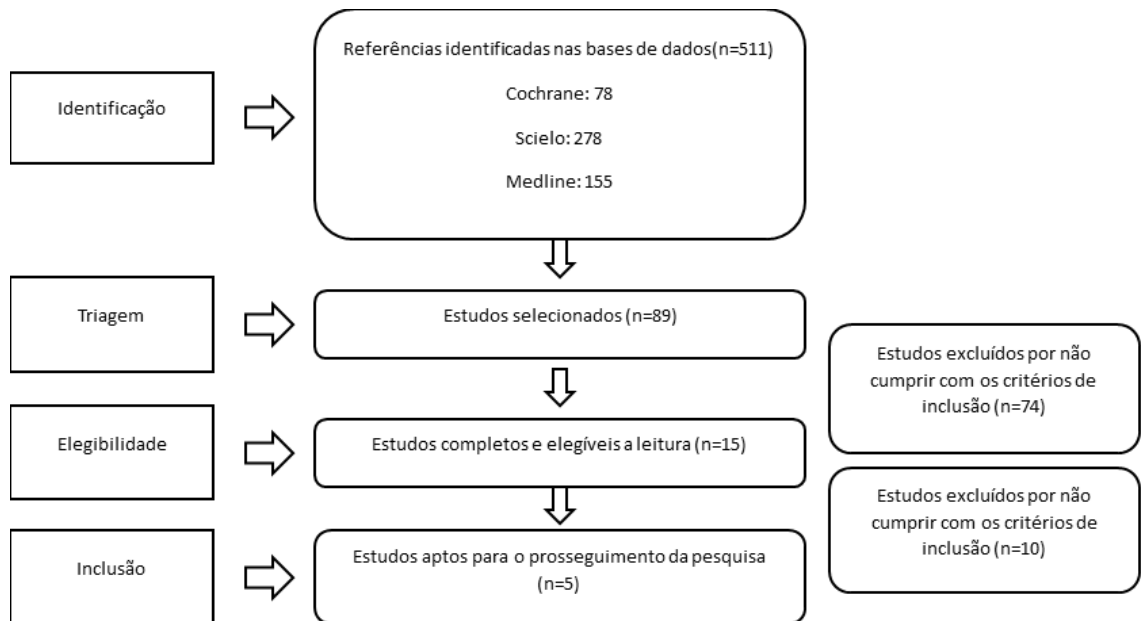 Identificação
Referências identificadas nas bases de dados(n=511)
Cochrane: 78
Scielo: 278
Medline: 155
Triagem
Estudos selecionados (n=89)
Estudos excluídos por não
cumprir com os critérios de
inclusão (n=74)
Elegibilidade
Estudos completos e elegíveis a leitura (n=15)
Estudos excluídos por não
cumprir com os critérios de
inclusão (n=10)
Inclusão
Estudos aptos para o prosseguimento da pesquisa
(n=5)